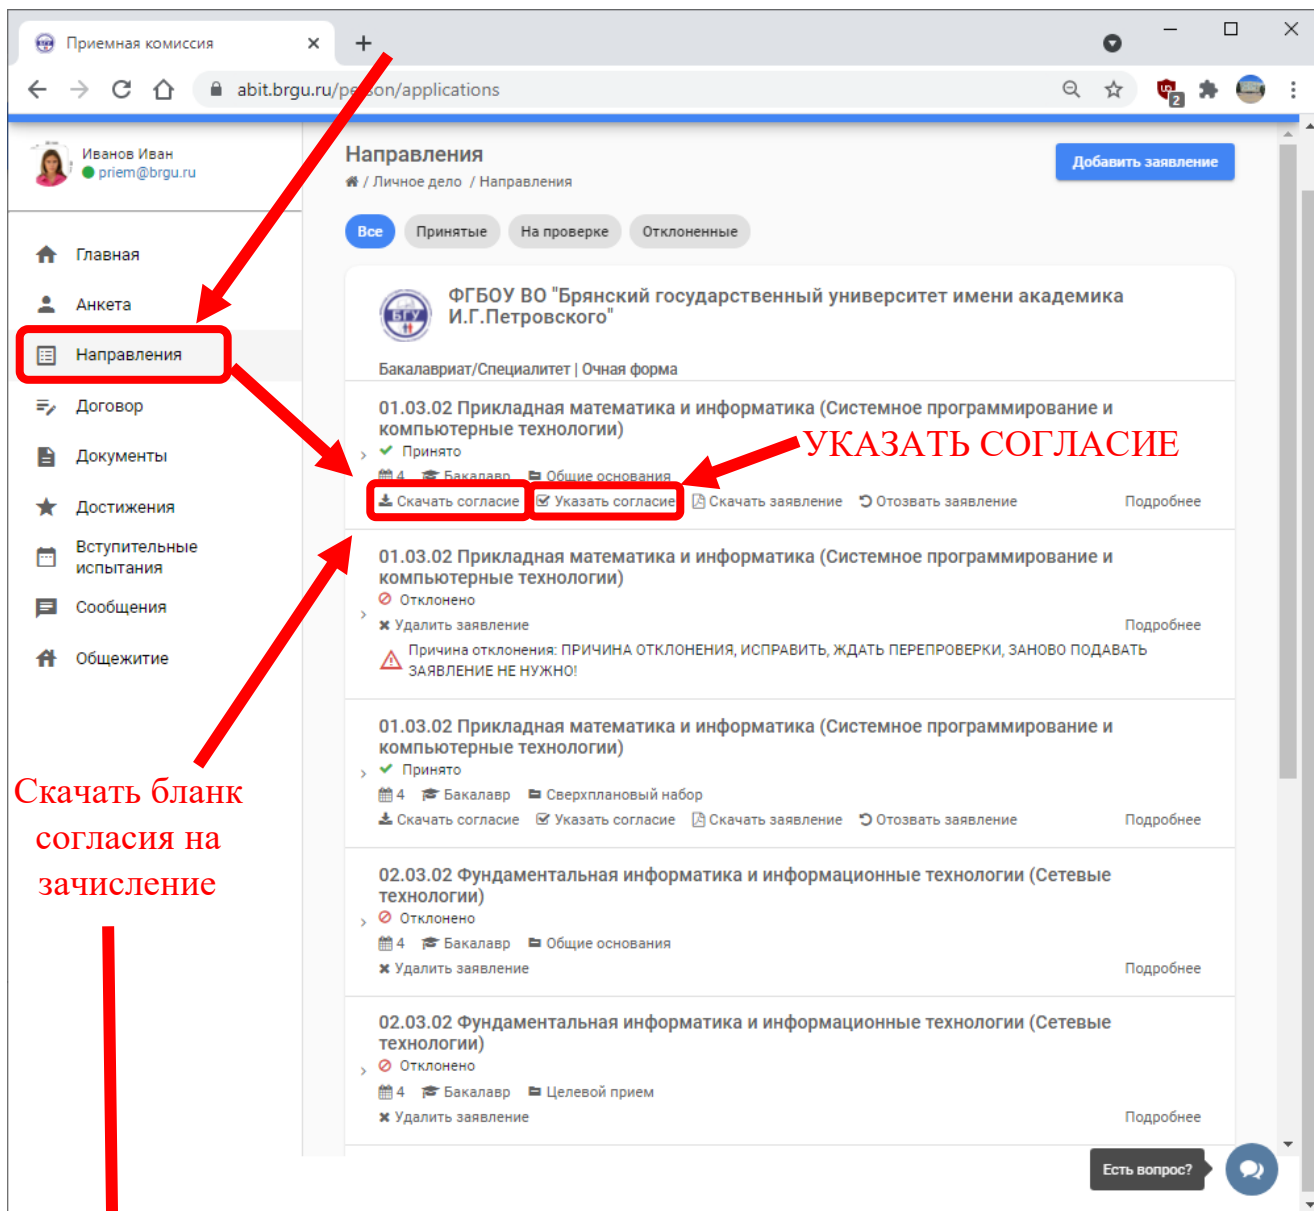 Приемная комиссия
abit.brgu.ru/person/applications
2
Иванов Иван
priem@brgu.ru
Главная
Анкета
Направления
Договор
Документы
Достижения
Вступительные
испытания
Сообщения
Общежитие
Скачать бланк
согласия на
зачисление
Направления
Добавить заявление
/ Личное дело / Направления
Все Принятые На проверке Отклоненные
БГУ
ФГБОУ ВО "Брянский государственный университет имени академика
И.Г.Петровского"
Бакалавриат/Специалитет | Очная форма
01.03.02 Прикладная математика и информатика (Системное программирование и
компьютерные технологии)
УКАЗАТЬ СОГЛАСИЕ
Принято
4 Бакалавр Общие основания
Скачать согласие Указать согласие Скачать заявление Отозвать заявление Подробнее
01.03.02 Прикладная математика и информатика (Системное программирование и
компьютерные технологии)
Отклонено
Удалить заявление Подробнее
Причина отклонения: ПРИЧИНА ОТКЛОНЕНИЯ, ИСПРАВИТЬ, ЖДАТЬ ПЕРЕПРОВЕРКИ, ЗАНОВО ПОДАВАТЬ
ЗАЯВЛЕНИЕ НЕ НУЖНО!
01.03.02 Прикладная математика и информатика (Системное программирование и
компьютерные технологии)
Принято
4 Бакалавр Сверхплановый набор
Скачать согласие Указать согласие Скачать заявление Отозвать заявление Подробнее
02.03.02 Фундаментальная информатика и информационные технологии (Сетевые
технологии)
Отклонено
4 Бакалавр Общие основания
Удалить заявление Подробнее
02.03.02 Фундаментальная информатика и информационные технологии (Сетевые
технологии)
Отклонено
4 Бакалавр Целевой прием
Удалить заявление Подробнее
Есть вопрос?